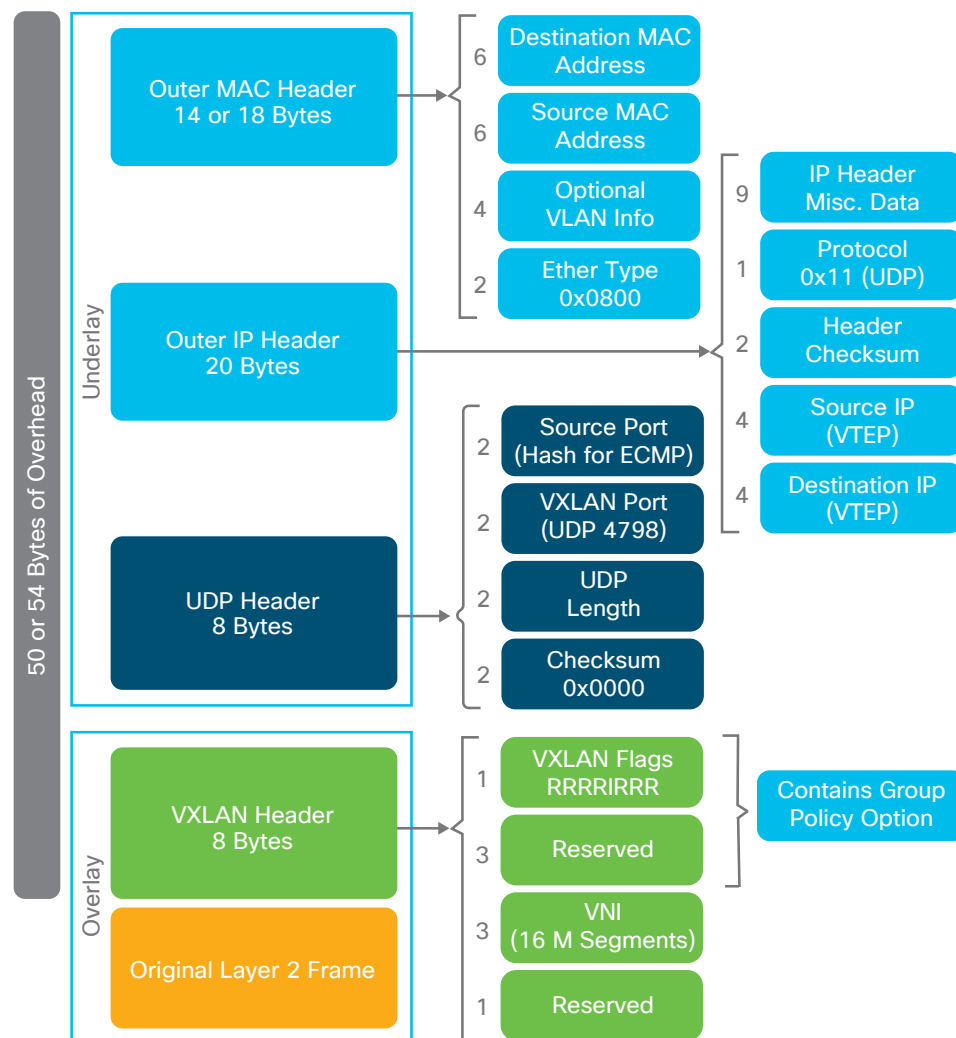 50 or 54 Bytes of Overhead
Underlay
Outer MAC Header
14 or 18 Bytes
6
Destination MAC
Address
6
Source MAC
Address
4
Optional
VLAN Info
2
Ether Type
0x0800
Outer IP Header
20 Bytes
9
IP Header
Misc. Data
1
Protocol
0x11 (UDP)
2
Header
Checksum
4
Source IP
(VTEP)
4
Destination IP
(VTEP)
UDP Header
8 Bytes
2
Source Port
(Hash for ECMP)
2
VXLAN Port
(UDP 4798)
2
UDP
Length
2
Checksum
0x0000
Overlay
VXLAN Header
8 Bytes
1
VXLAN Flags
RRRRIRRR
3
Reserved
3
VNI
(16 M Segments)
1
Reserved
Contains Group
Policy Option
Original Layer 2 Frame